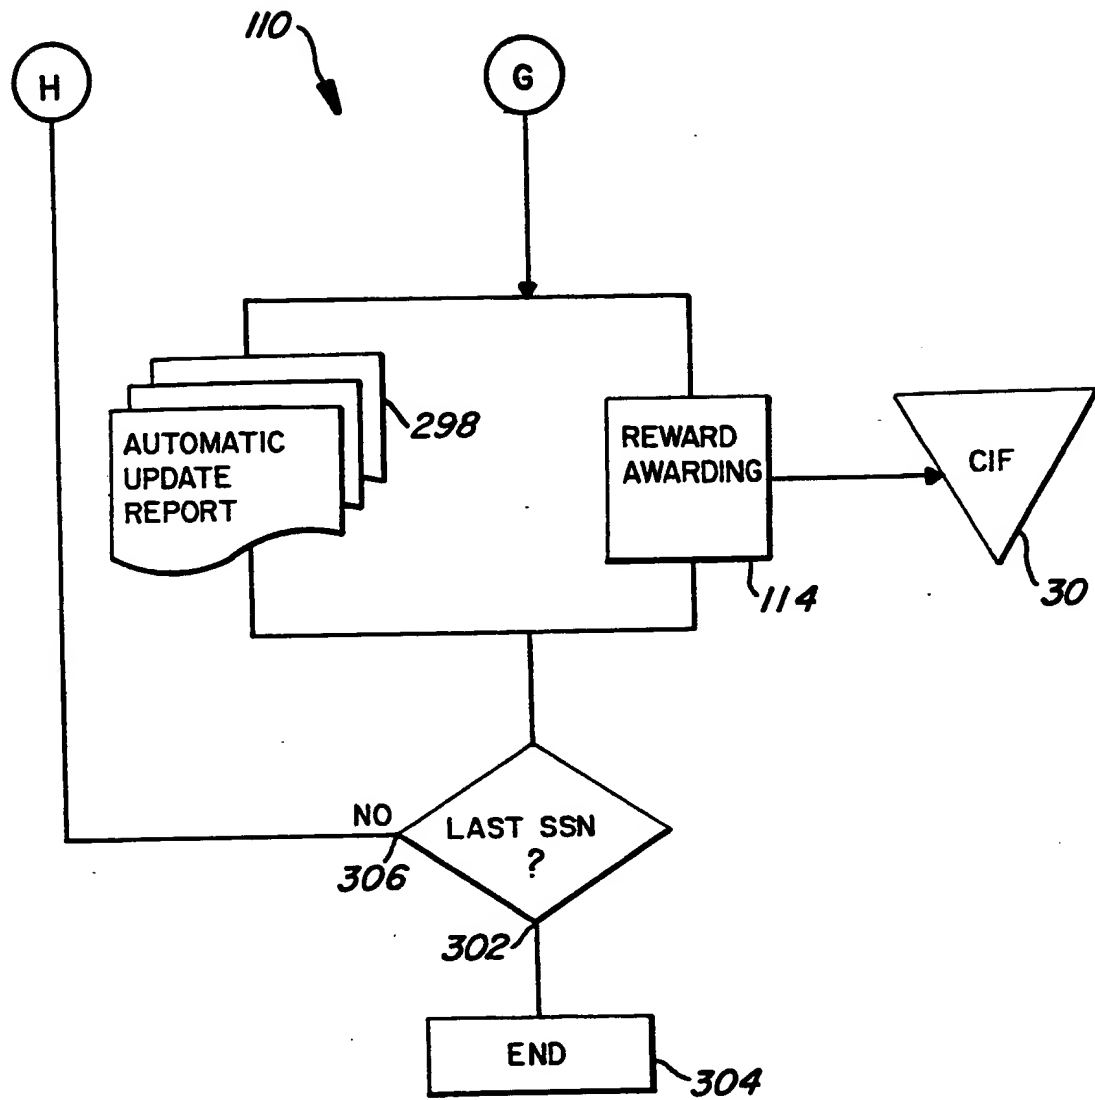 110
H
G
AUTOMATIC
UPDATE
REPORT
298
REWARD
AWARDING
CIF
114
30
NO
LAST SSN
?
306
302
END
304